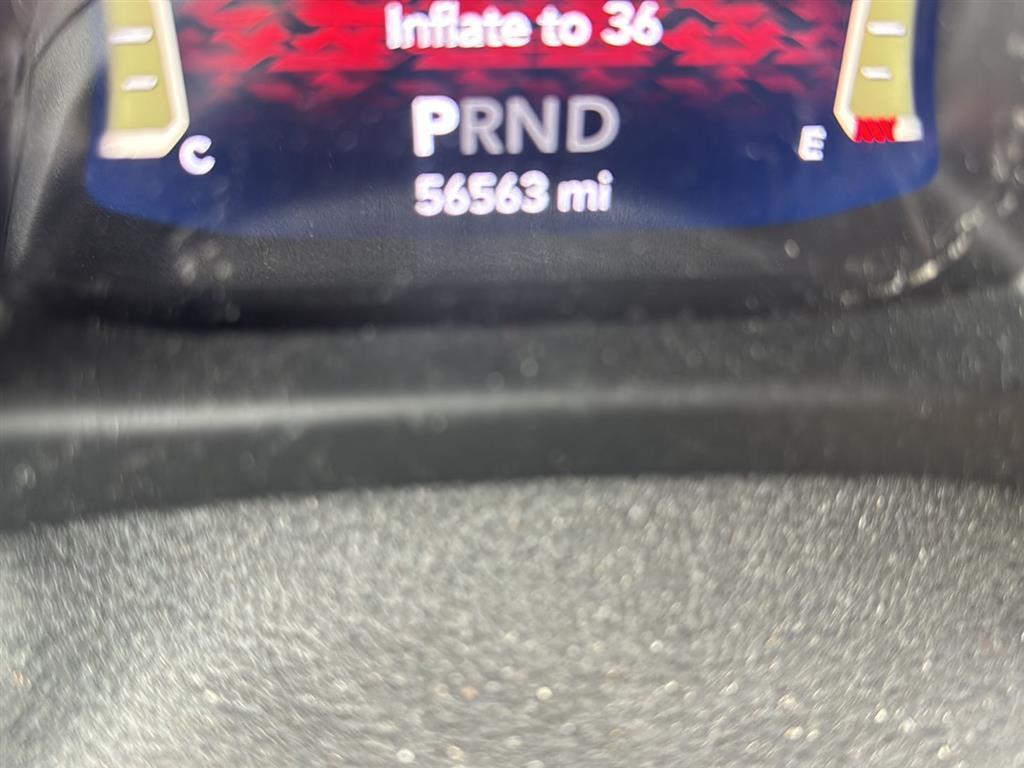 Inflate to 36
PRND
C E
56563 mi